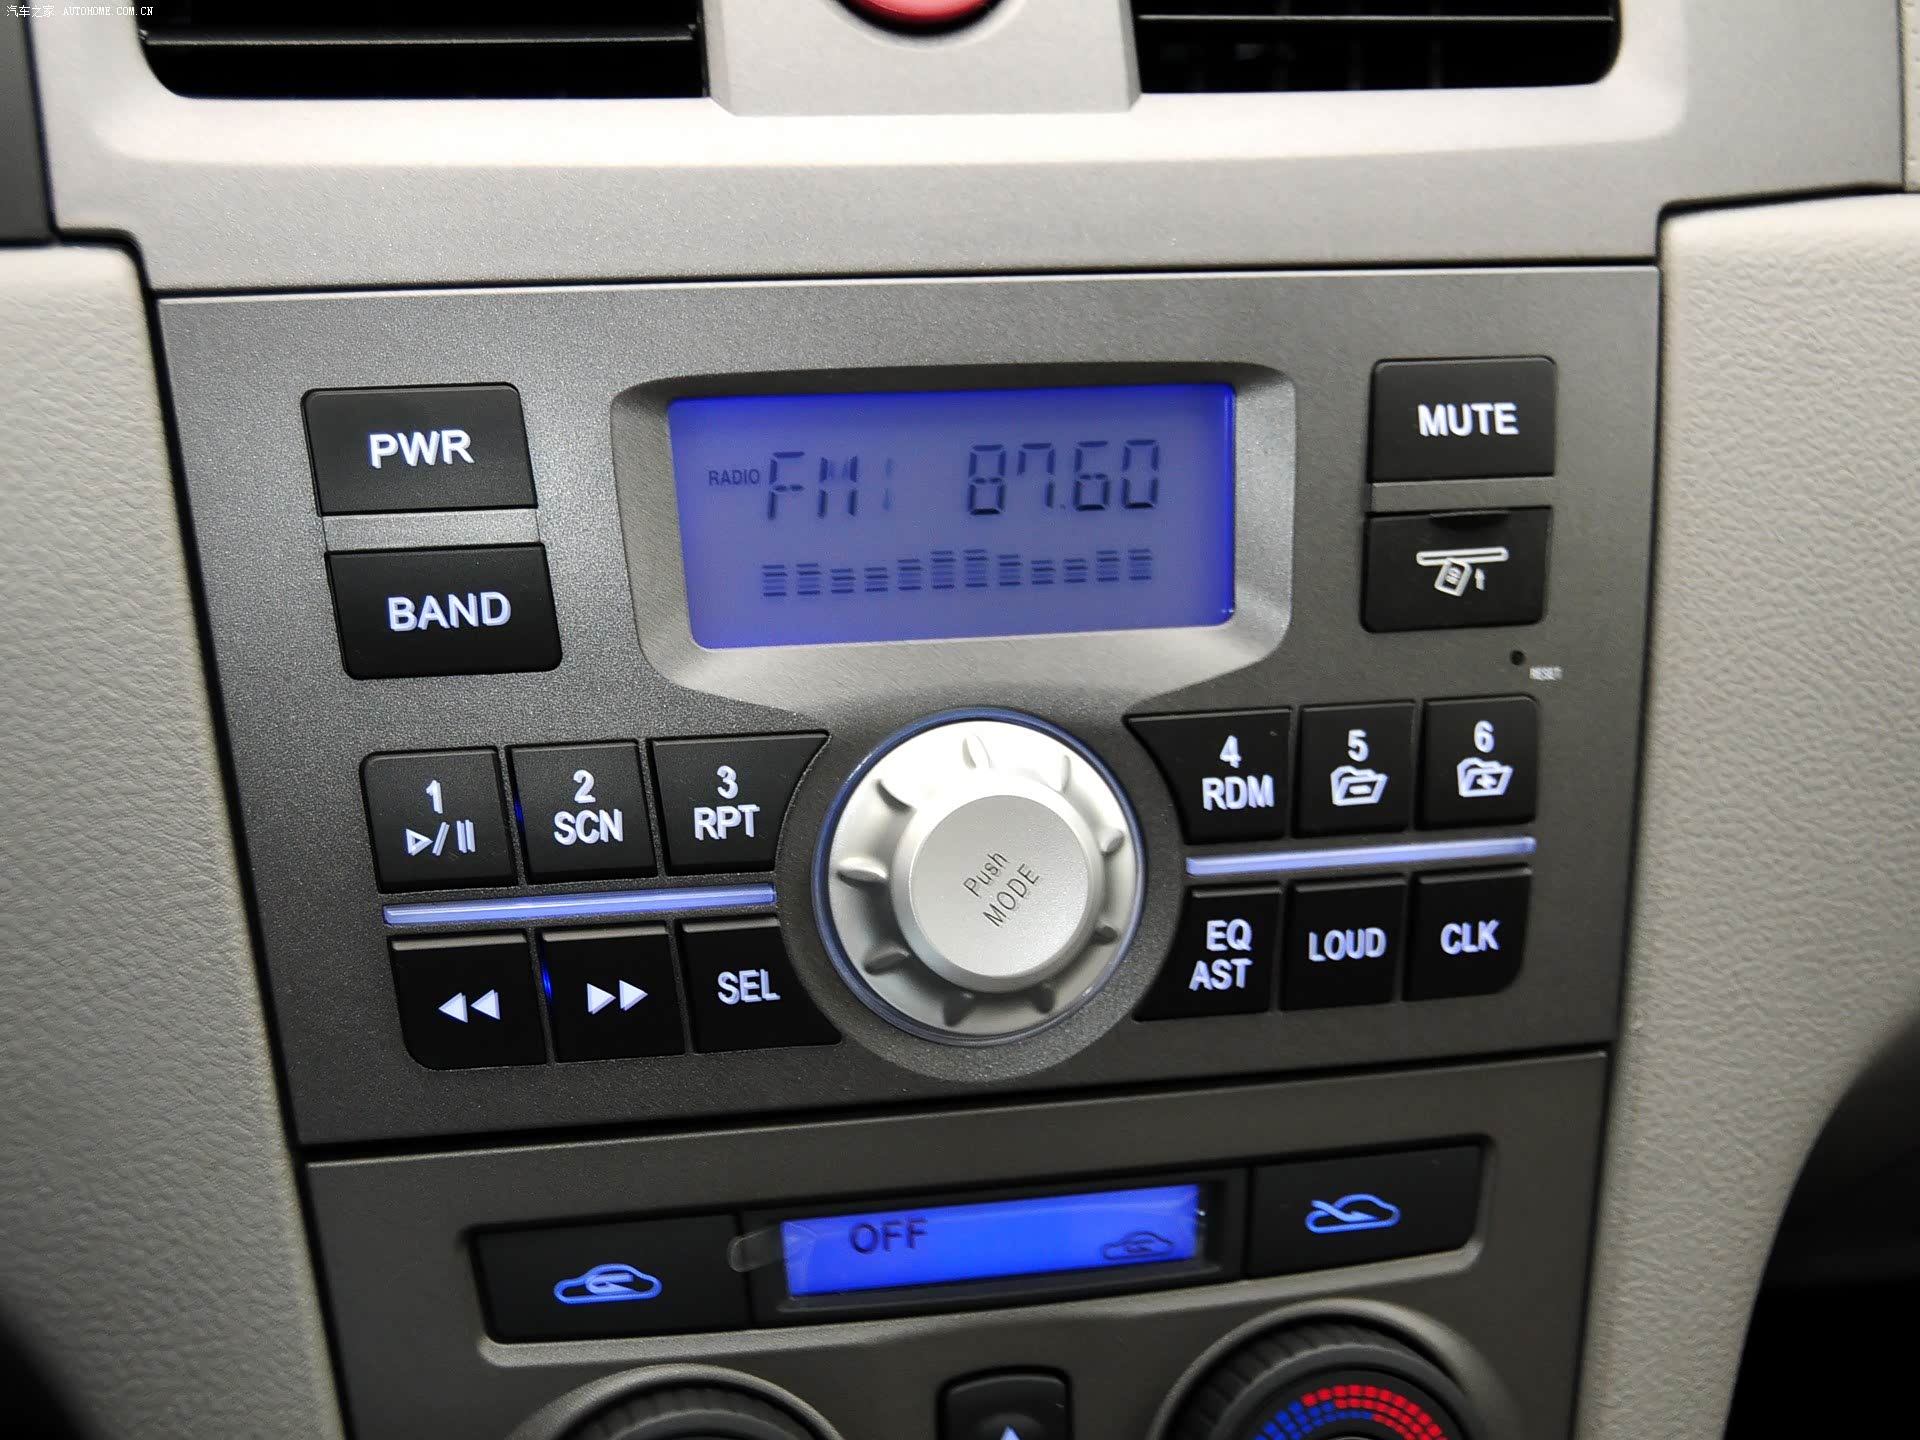 汽车之家 AUTOHOME.COM.CN
PWR
MUTE
RADIO FM1 87.60
BAND
RESET
1
2
SCN
3
RPT
4
RDM
5
6
Push
MODE
SEL
EQ
AST
LOUD
CLK
OFF